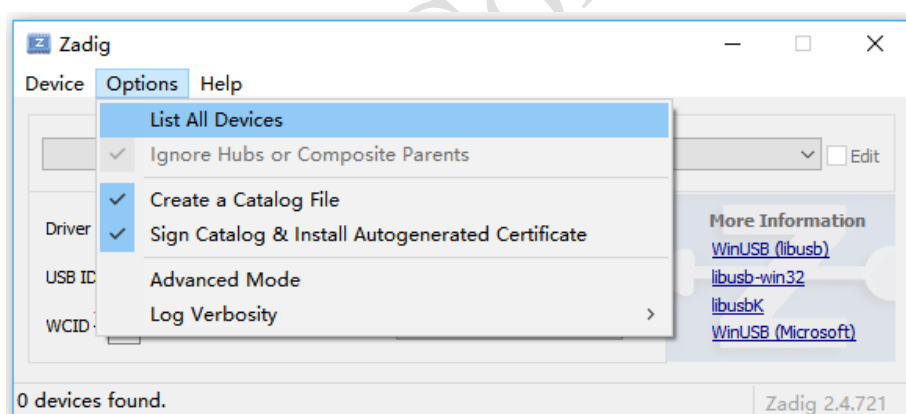 Zadig
Device Options Help
List All Devices
Ignore Hubs or Composite Parents
Edit
Create a Catalog File
Sign Catalog & Install Autogenerated Certificate
Advanced Mode
Log Verbosity
Driver
USB ID
WCID
More Information
WinUSB (libusb)
libusb-win32
libusbK
WinUSB (Microsoft)
0 devices found.
Zadig 2.4.721